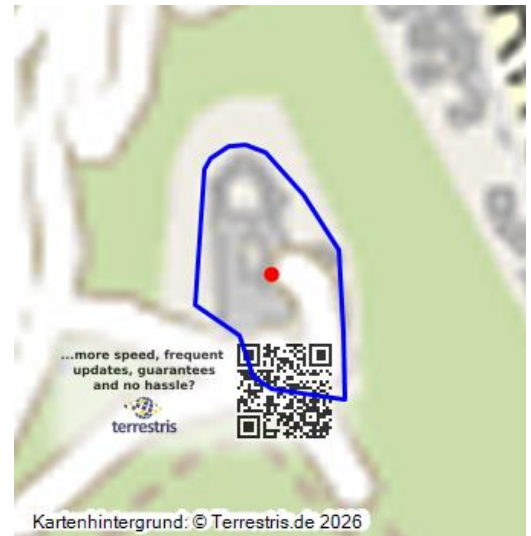 ...more speed, frequent
updates, guarantees
and no hassle?
terrestris
Kartenhintergrund: © Terrestris.de 2026